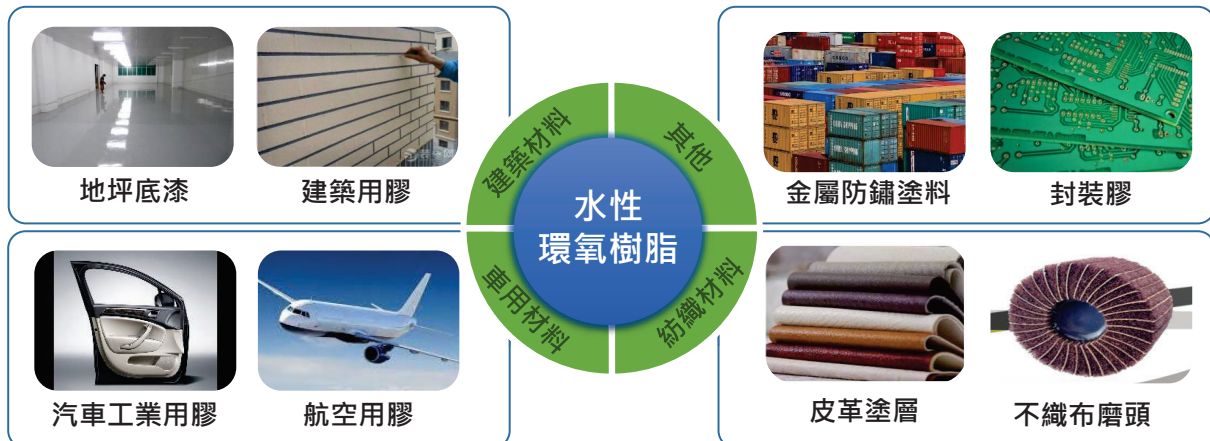 地坪底漆
建築用膠
建築材料
其他
水性
環氧樹脂
車用材料
紡織材料
金屬防鏽塗料
封裝膠
汽車工業用膠
航空用膠
皮革塗層
不織布磨頭